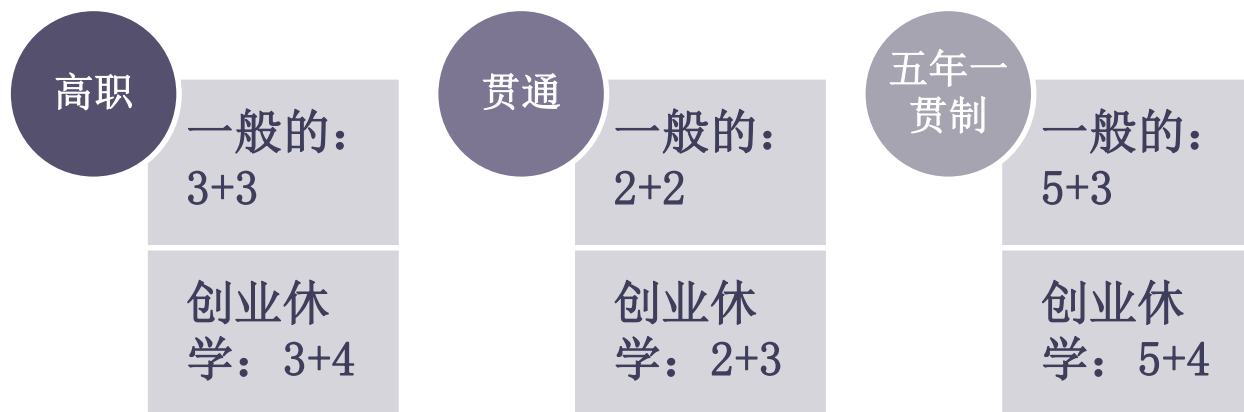 高职
一般的：
3+3
创业休
学：3+4
贯通
一般的：
2+2
创业休
学：2+3
五年一
贯制
一般的：
5+3
创业休
学：5+4